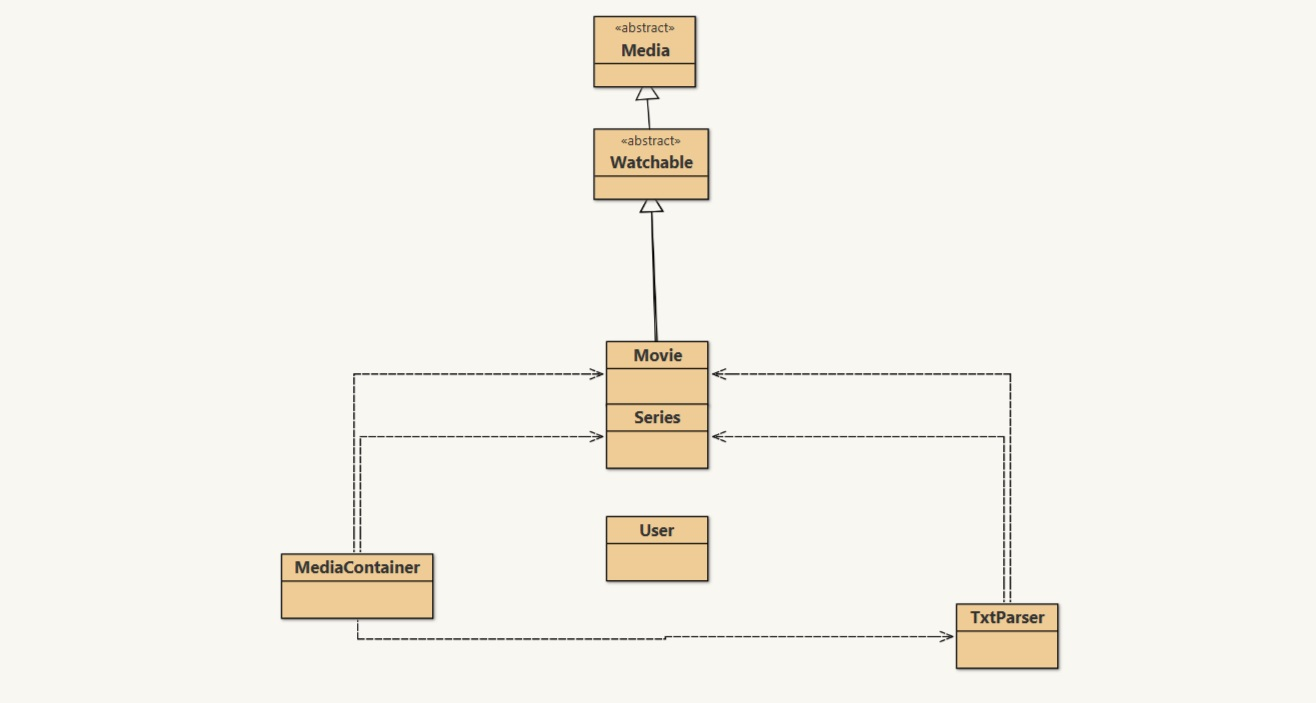 «abstract»
Media
«abstract»
Watchable
Movie
Series
User
MediaContainer
TxtParser